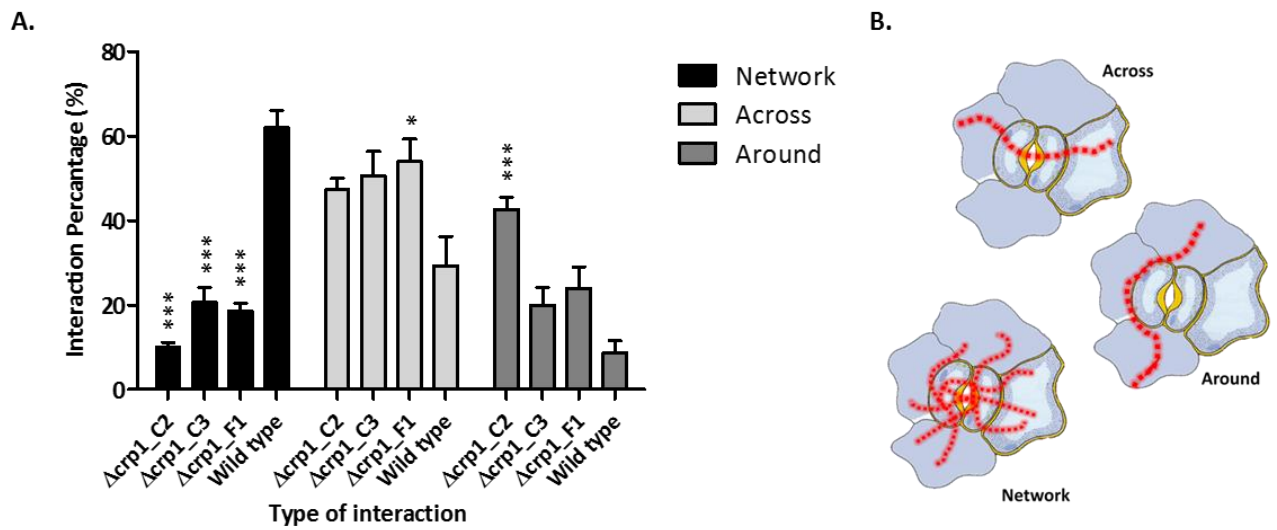 A.
B.
80
60
40
20
0
Interaction Percantage (%)
***
***
***
*
***
Network
Across
Around
Δcrp1_C2
Δcrp1_C3
Δcrp1_F1
Wild type
Δcrp1_C2
Δcrp1_C3
Δcrp1_F1
Wild type
Δcrp1_C2
Δcrp1_C3
Δcrp1_F1
Wild type
Type of interaction
Across
Around
Network